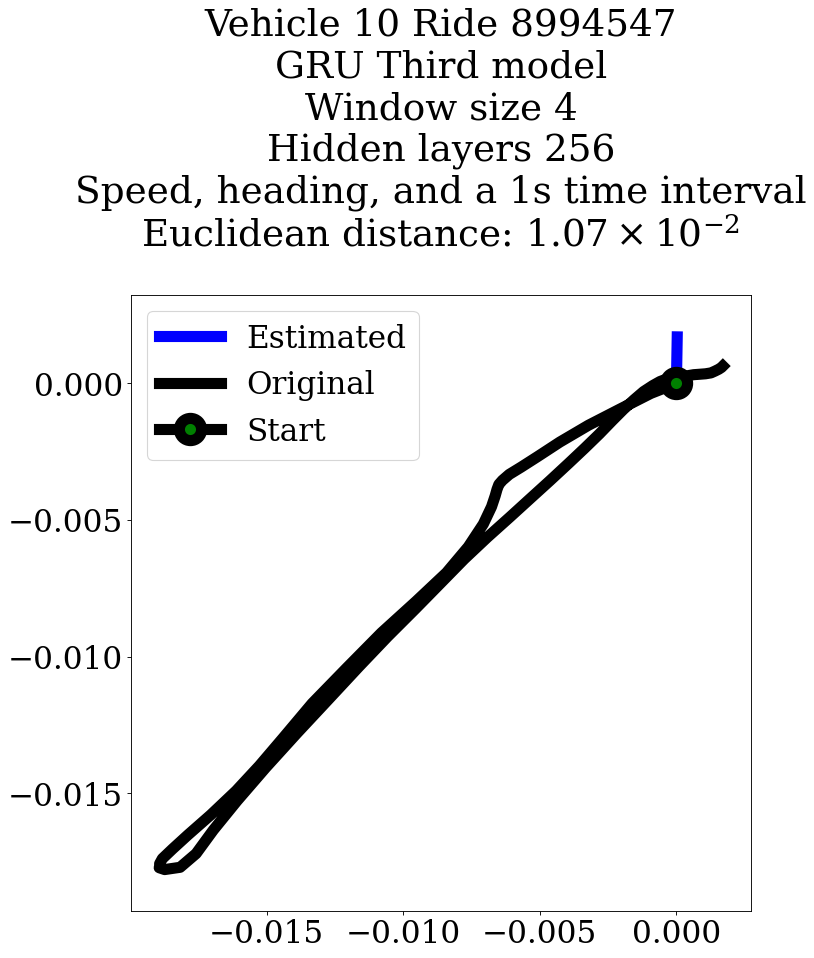 Vehicle 10 Ride 8994547
GRU Third model
Window size 4
Hidden layers 256
Speed, heading, and a 1s time interval
Euclidean distance: 1.07 × 10⁻²
Estimated
Original
Start
0.000
−0.005
−0.010
−0.015
−0.015 −0.010 −0.005 0.000